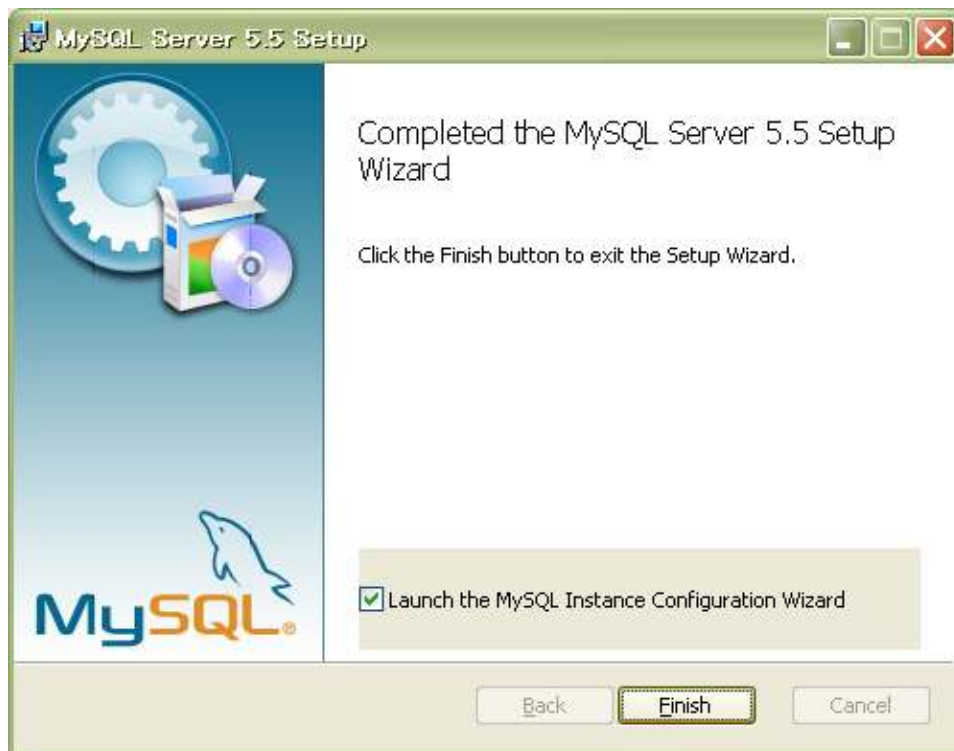 MySQL Server 5.5 Setup
Completed the MySQL Server 5.5 Setup
Wizard
Click the Finish button to exit the Setup Wizard.
MySQL®
Launch the MySQL Instance Configuration Wizard
Back
Finish
Cancel